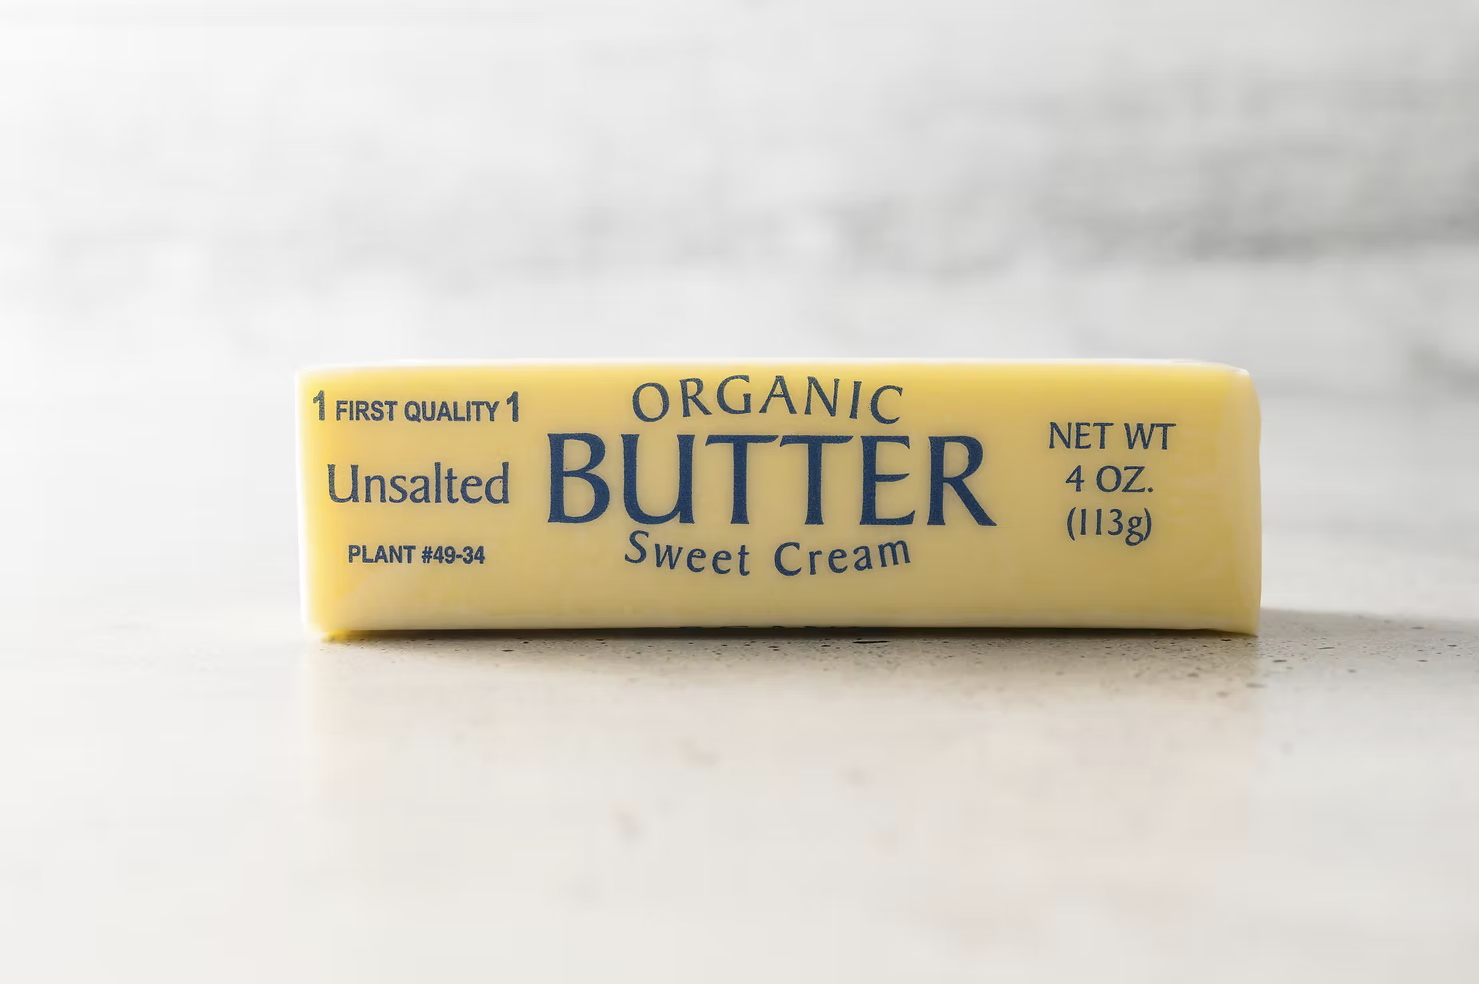 1 FIRST QUALITY 1
Unsalted
PLANT #49-34
ORGANIC
BUTTER
Sweet Cream
NET WT
4 OZ.
(113g)